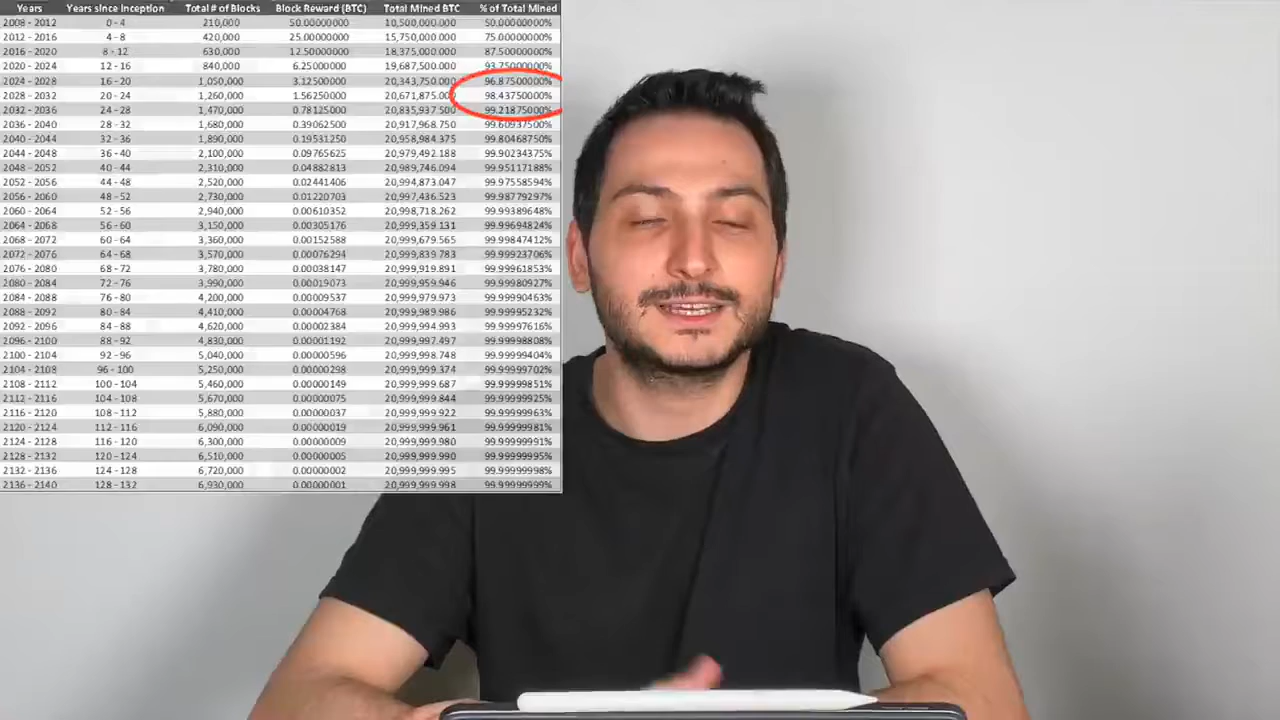 Years Years since Inception Total # of Blocks Block Reward (BTC) Total Mined BTC % of Total Mined
2008 - 2012 0 - 4 210,000 50.00000000 10,500,000.000 50.00000000%
2012 - 2016 4 - 8 420,000 25.00000000 15,750,000.000 75.00000000%
2016 - 2020 8 - 12 630,000 12.50000000 18,375,000.000 87.50000000%
2020 - 2024 12 - 16 840,000 6.25000000 19,687,500.000 93.75000000%
2024 - 2028 16 - 20 1,050,000 3.12500000 20,343,750.000 96.87500000%
2028 - 2032 20 - 24 1,260,000 1.56250000 20,671,875.000 98.43750000%
2032 - 2036 24 - 28 1,470,000 0.78125000 20,835,937.500 99.21875000%
2036 - 2040 28 - 32 1,680,000 0.39062500 20,917,968.750 99.60937500%
2040 - 2044 32 - 36 1,890,000 0.19531250 20,958,984.375 99.80468750%
2044 - 2048 36 - 40 2,100,000 0.09765625 20,979,492.188 99.90234375%
2048 - 2052 40 - 44 2,310,000 0.04882813 20,989,746.094 99.95117188%
2052 - 2056 44 - 48 2,520,000 0.02441406 20,994,873.047 99.97558594%
2056 - 2060 48 - 52 2,730,000 0.01220703 20,997,436.523 99.98779297%
2060 - 2064 52 - 56 2,940,000 0.00610352 20,998,718.262 99.99389648%
2064 - 2068 56 - 60 3,150,000 0.00305176 20,999,359.131 99.99694824%
2068 - 2072 60 - 64 3,360,000 0.00152588 20,999,679.565 99.99847412%
2072 - 2076 64 - 68 3,570,000 0.00076294 20,999,839.783 99.99923706%
2076 - 2080 68 - 72 3,780,000 0.00038147 20,999,919.891 99.99961853%
2080 - 2084 72 - 76 3,990,000 0.00019073 20,999,959.946 99.99980927%
2084 - 2088 76 - 80 4,200,000 0.00009537 20,999,979.973 99.99990463%
2088 - 2092 80 - 84 4,410,000 0.00004768 20,999,989.986 99.99995232%
2092 - 2096 84 - 88 4,620,000 0.00002384 20,999,994.993 99.99997616%
2096 - 2100 88 - 92 4,830,000 0.00001192 20,999,997.497 99.99998808%
2100 - 2104 92 - 96 5,040,000 0.00000596 20,999,998.748 99.99999404%
2104 - 2108 96 - 100 5,250,000 0.00000298 20,999,999.374 99.99999702%
2108 - 2112 100 - 104 5,460,000 0.00000149 20,999,999.687 99.99999851%
2112 - 2116 104 - 108 5,670,000 0.00000075 20,999,999.844 99.99999925%
2116 - 2120 108 - 112 5,880,000 0.00000037 20,999,999.922 99.99999963%
2120 - 2124 112 - 116 6,090,000 0.00000019 20,999,999.961 99.99999981%
2124 - 2128 116 - 120 6,300,000 0.00000009 20,999,999.980 99.99999991%
2128 - 2132 120 - 124 6,510,000 0.00000005 20,999,999.990 99.99999995%
2132 - 2136 124 - 128 6,720,000 0.00000002 20,999,999.995 99.99999998%
2136 - 2140 128 - 132 6,930,000 0.00000001 20,999,999.998 99.99999999%